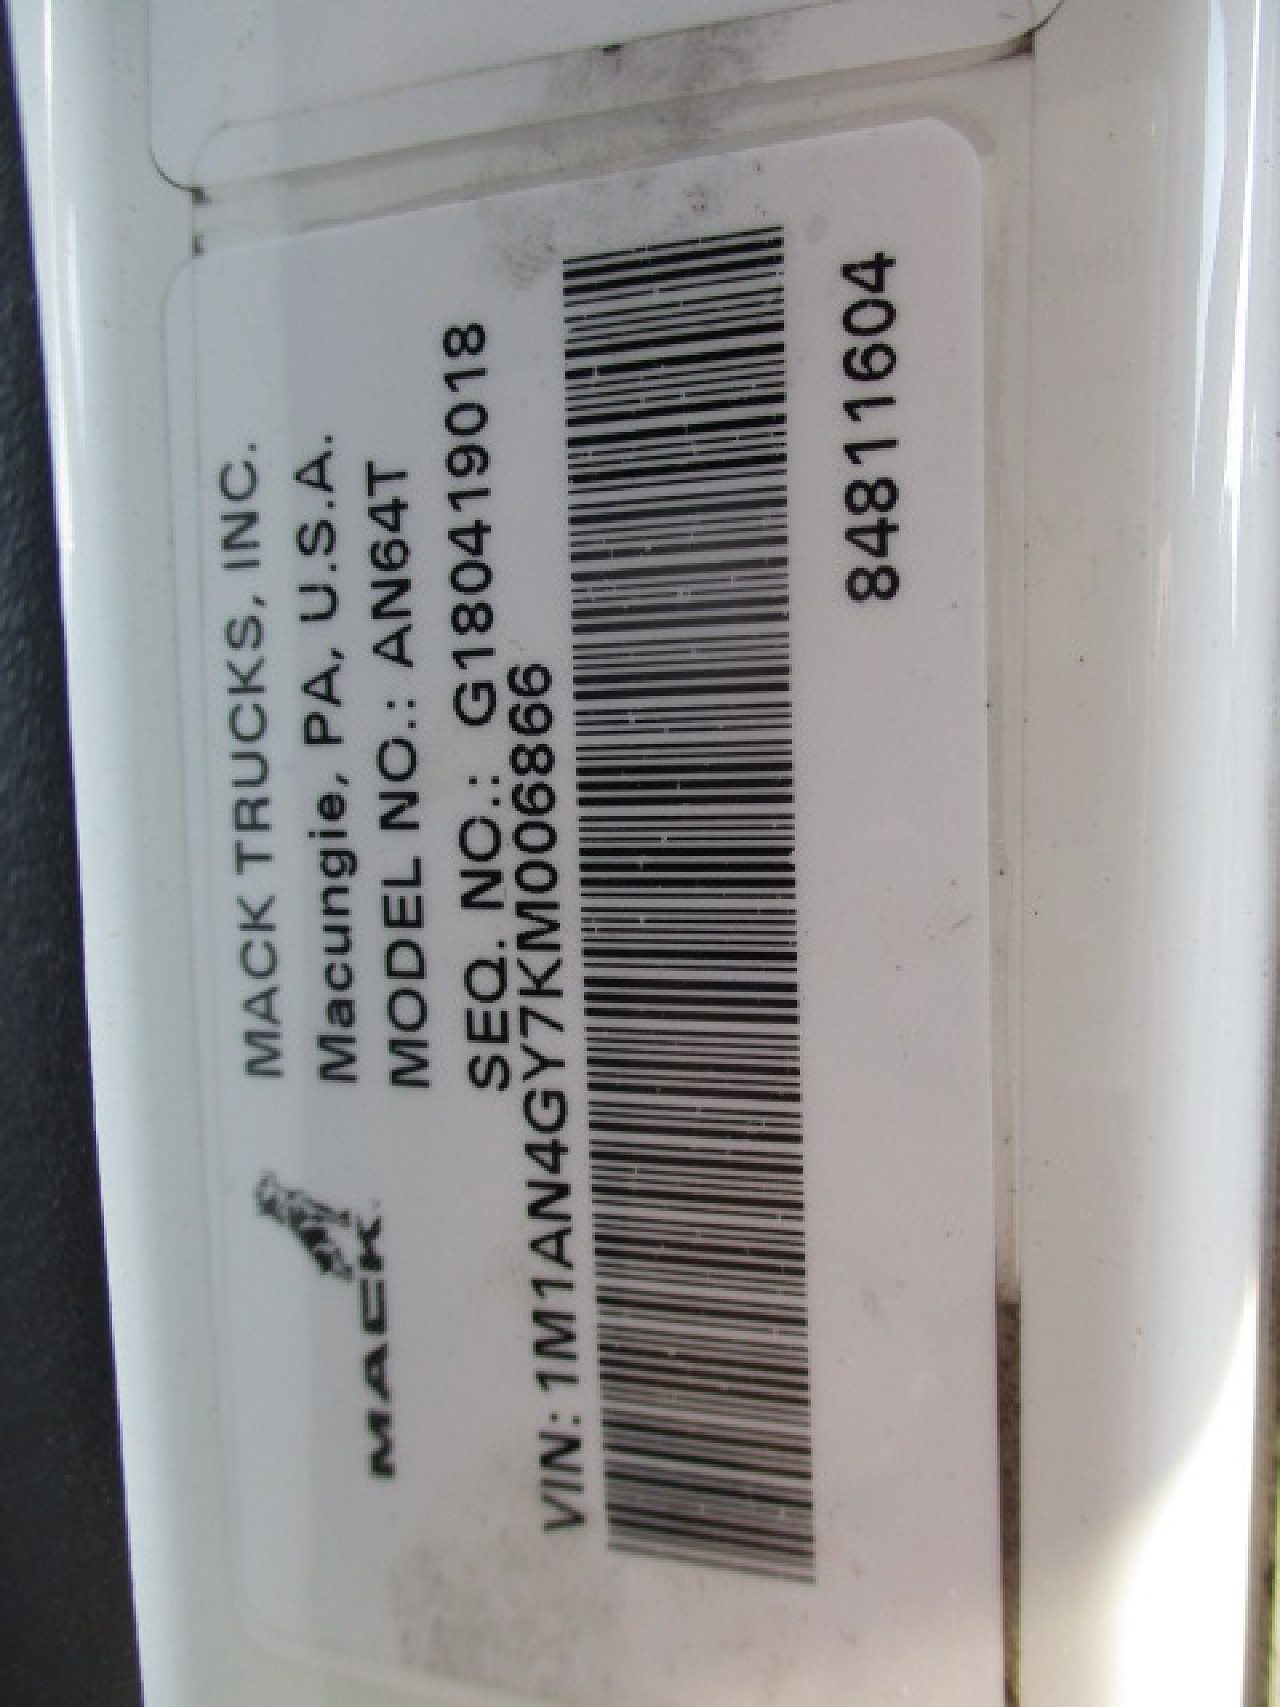 MACK
MACK TRUCKS, INC.
Macungie, PA, U.S.A.
MODEL NO.: AN64T
SEQ. NO.: G180419018
VIN: 1M1AN4GY7KM006866
84811604